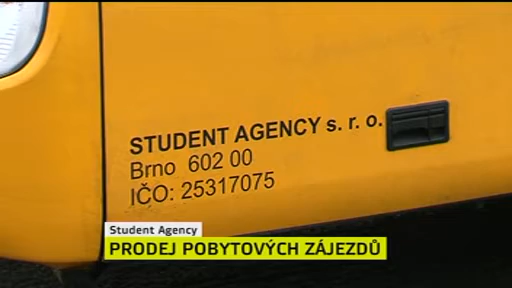 STUDENT AGENCY s. r. o.
Brno 602 00
IČO: 25317075
Student Agency
PRODEJ POBYTOVÝCH ZÁJEZDŮ